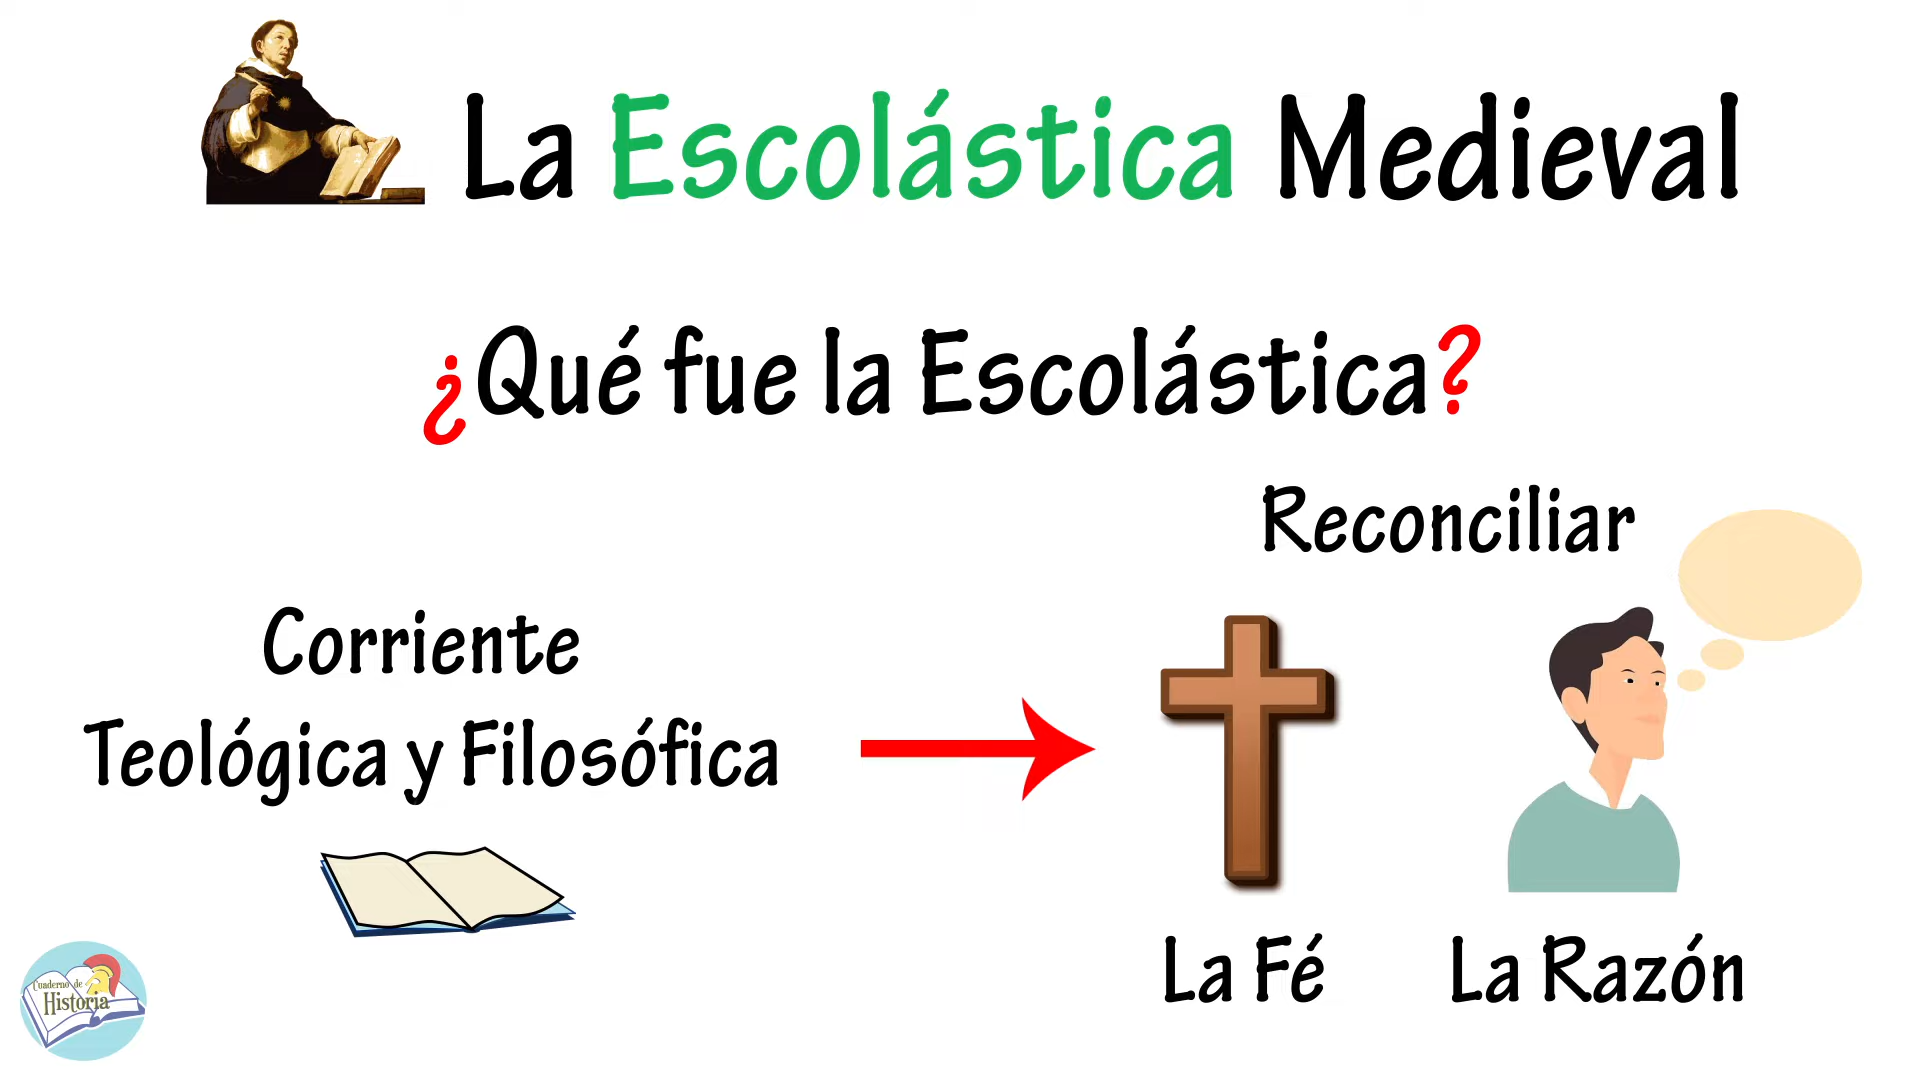 La Escolástica Medieval
¿Qué fue la Escolástica?
Reconciliar
Corriente
Teológica y Filosófica
La Fé
La Razón
Cuaderno de
Historia